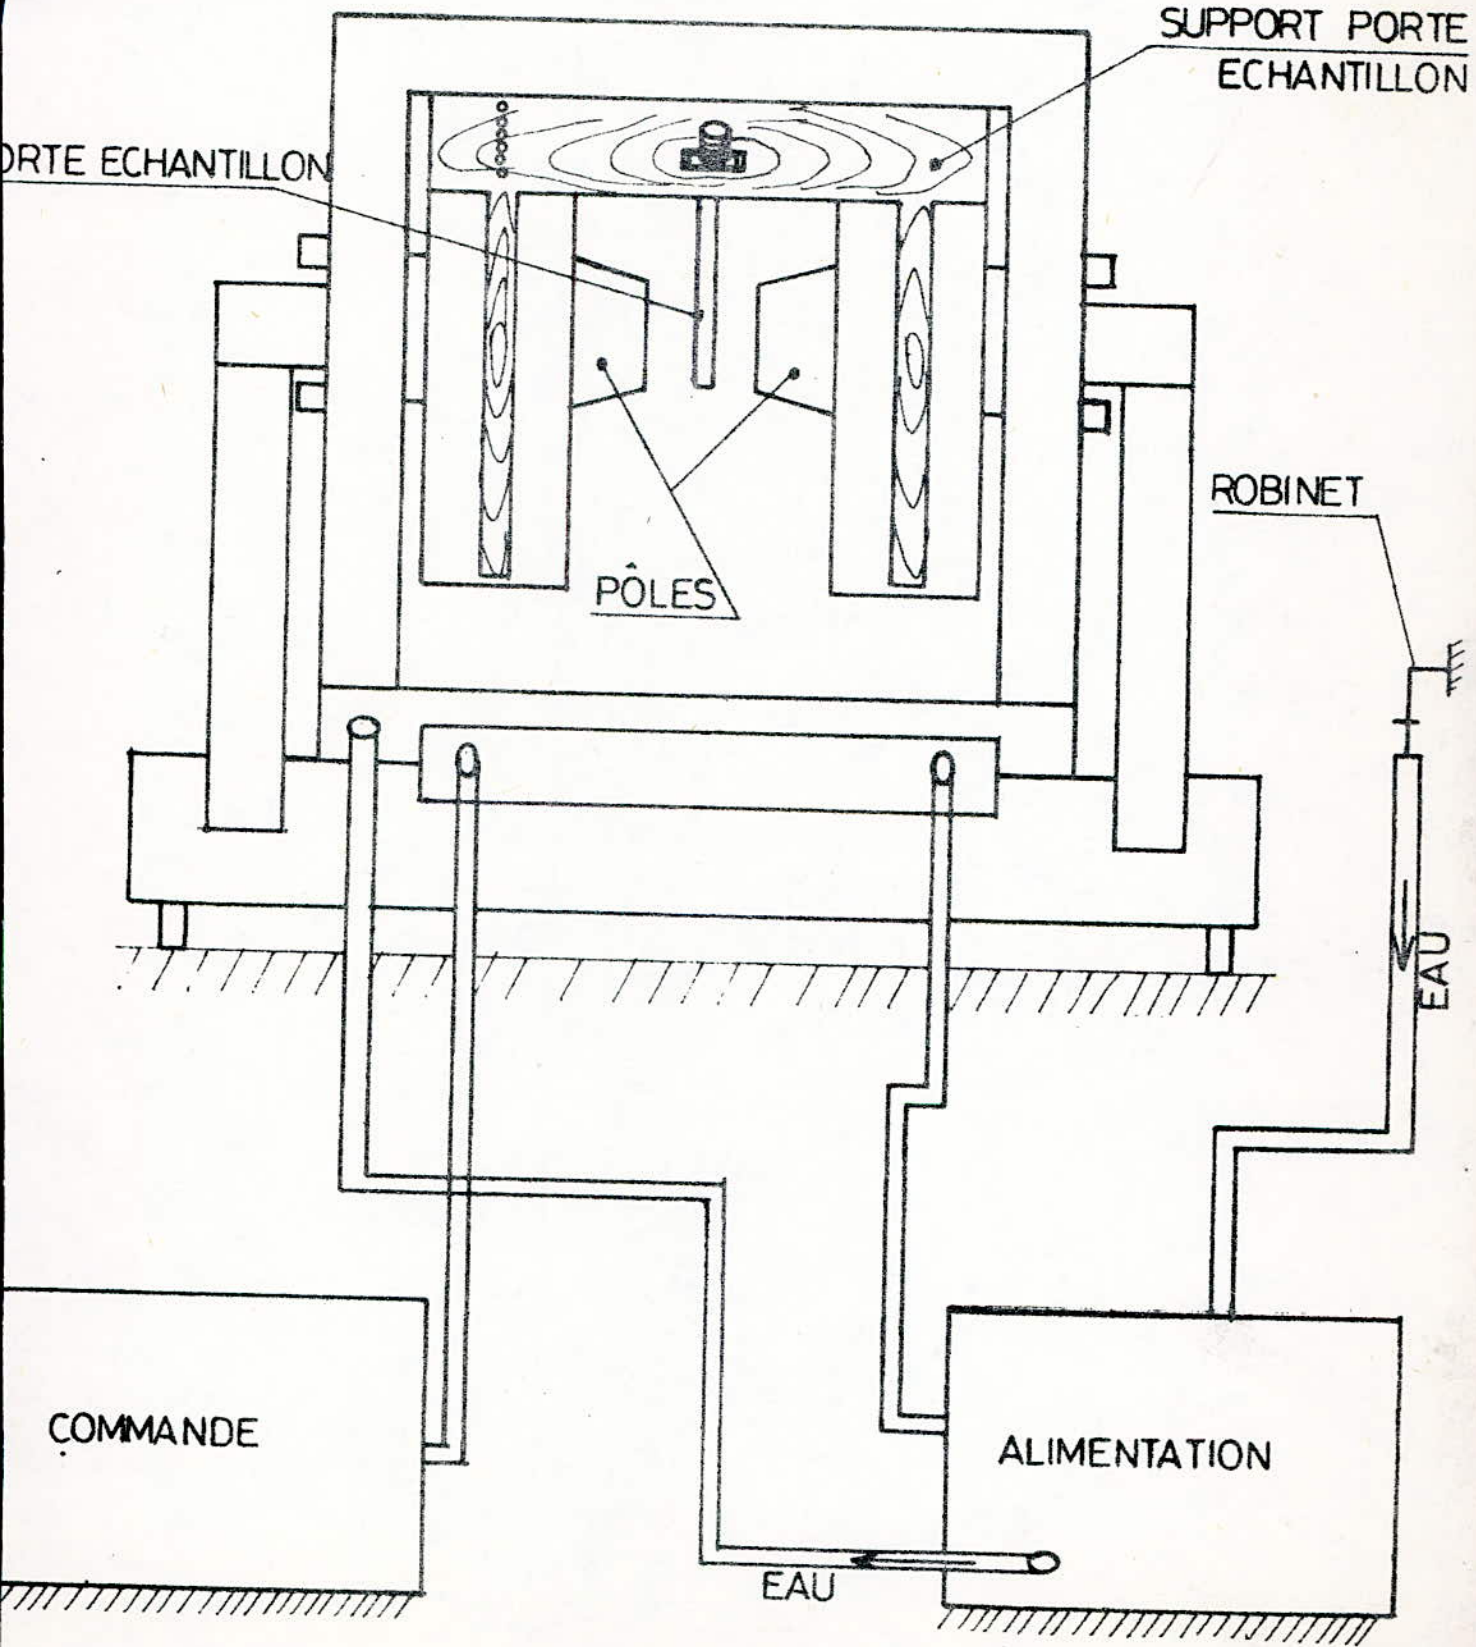 SUPPORT PORTE
ECHANTILLON
ORTE ECHANTILLON
ROBINET
PÔLES
EAU
COMMANDE
ALIMENTATION
EAU